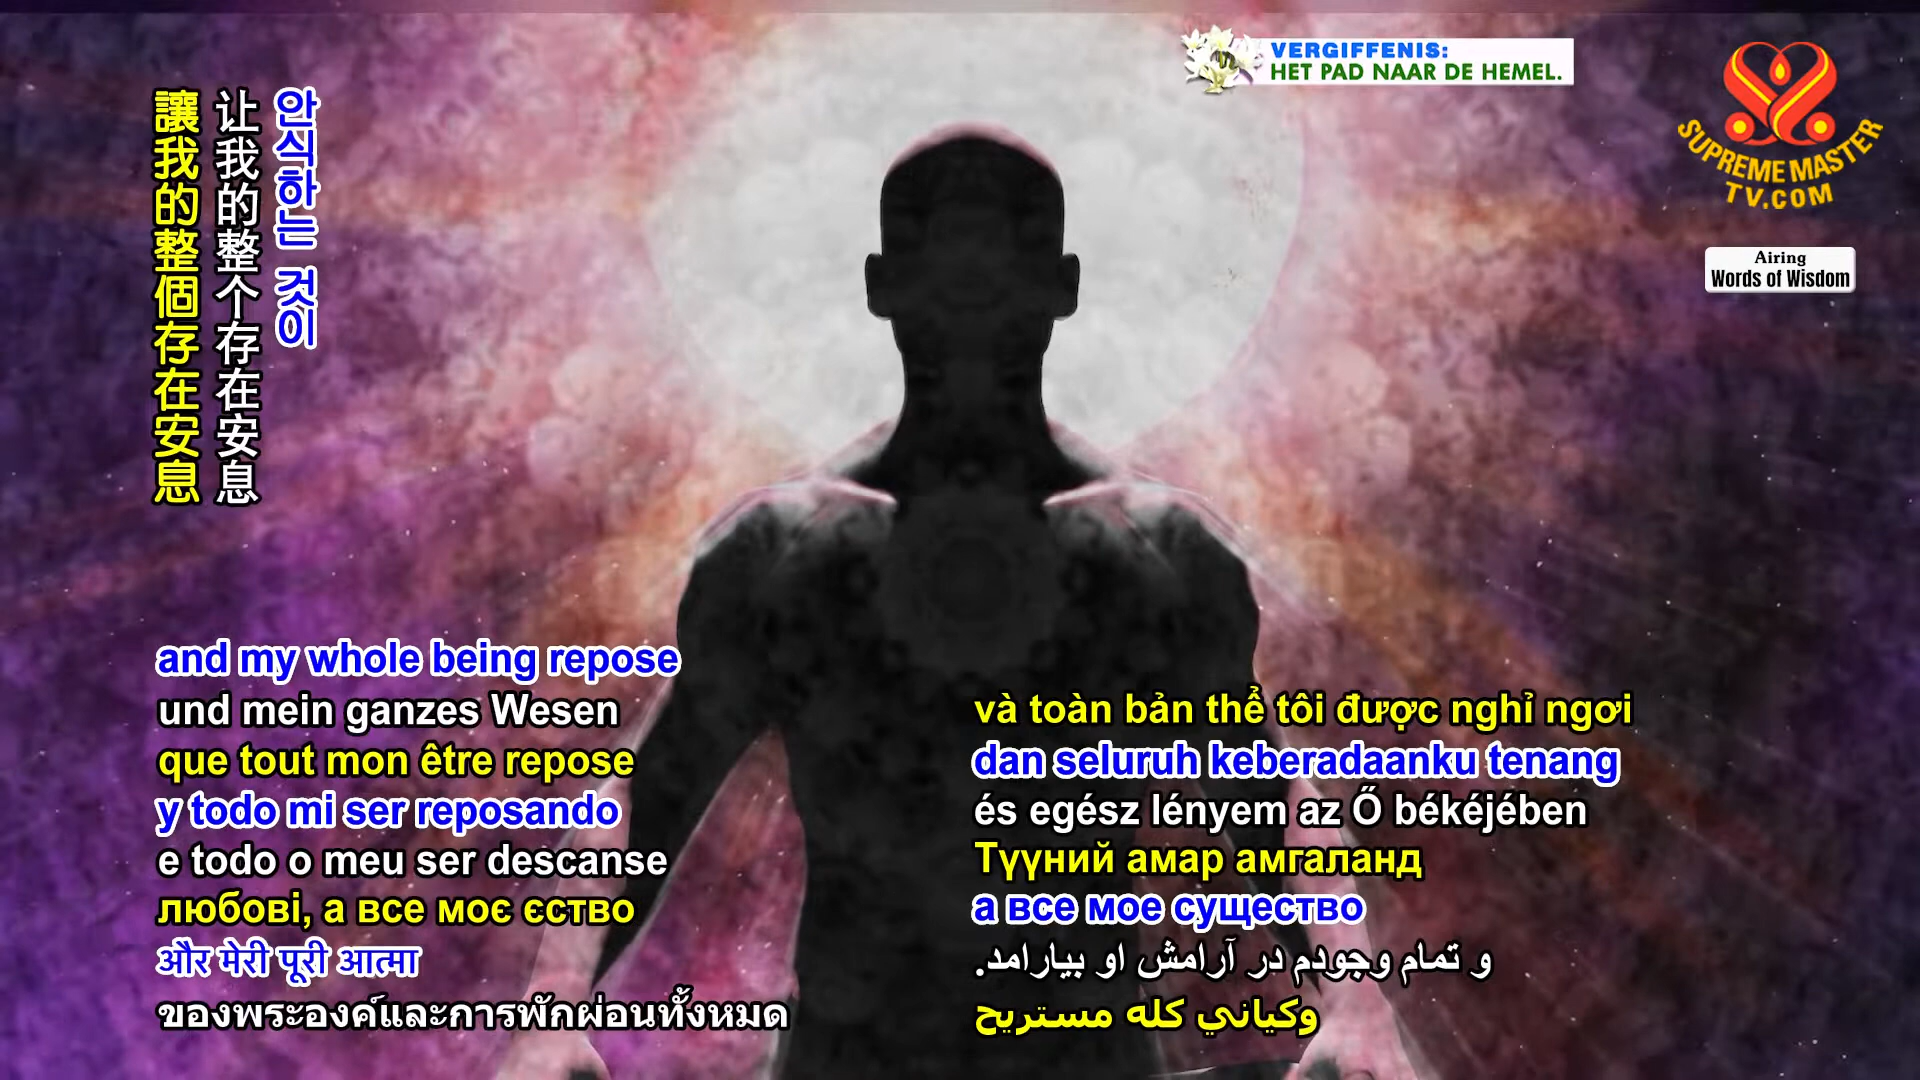 VERGIFFENIS:
HET PAD NAAR DE HEMEL.
SUPREME MASTER
TV.COM
Airing
Words of Wisdom
안식하는 것이
让我的整个存在安息
讓我的整個存在安息
and my whole being repose
und mein ganzes Wesen
que tout mon être repose
y todo mi ser reposando
e todo o meu ser descanse
любові, а все моє єство
और मेरी पूरी आत्मा
ของพระองค์และการพักผ่อนทั้งหมด
và toàn bản thể tôi được nghỉ ngơi
dan seluruh keberadaanku tenang
és egész lényem az Ő békéjében
Түүний амар амгаланд
а все мое существо
و تمام وجودم در آرامش او بیارامد.
وكياني كله مستريح